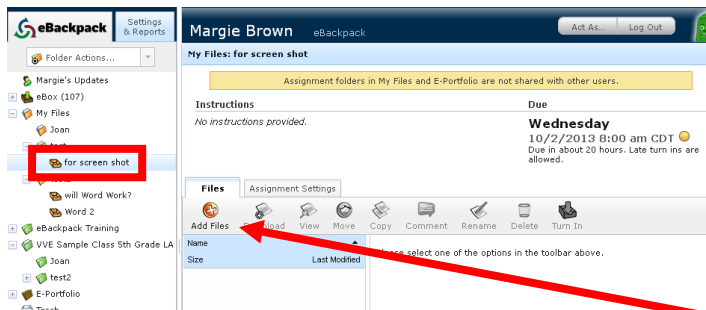 eBackpack
Settings
& Reports
Folder Actions...
Margie's Updates
eBox (107)
My Files
Joan
for screen shot
will Word Work?
Word 2
eBackpack Training
VVE Sample Class 5th Grade LA
Joan
test2
E-Portfolio
Trash
Margie Brown eBackpack
Act As... Log Out
My Files: for screen shot
Assignment folders in My Files and E-Portfolio are not shared with other users.
Instructions
No instructions provided.
Due
Wednesday
10/2/2013 8:00 am CDT
Due in about 20 hours. Late turn ins are
allowed.
Files Assignment Settings
Add Files Download View Move Copy Comment Rename Delete Turn In
Name
Size Last Modified
Please select one of the options in the toolbar above.